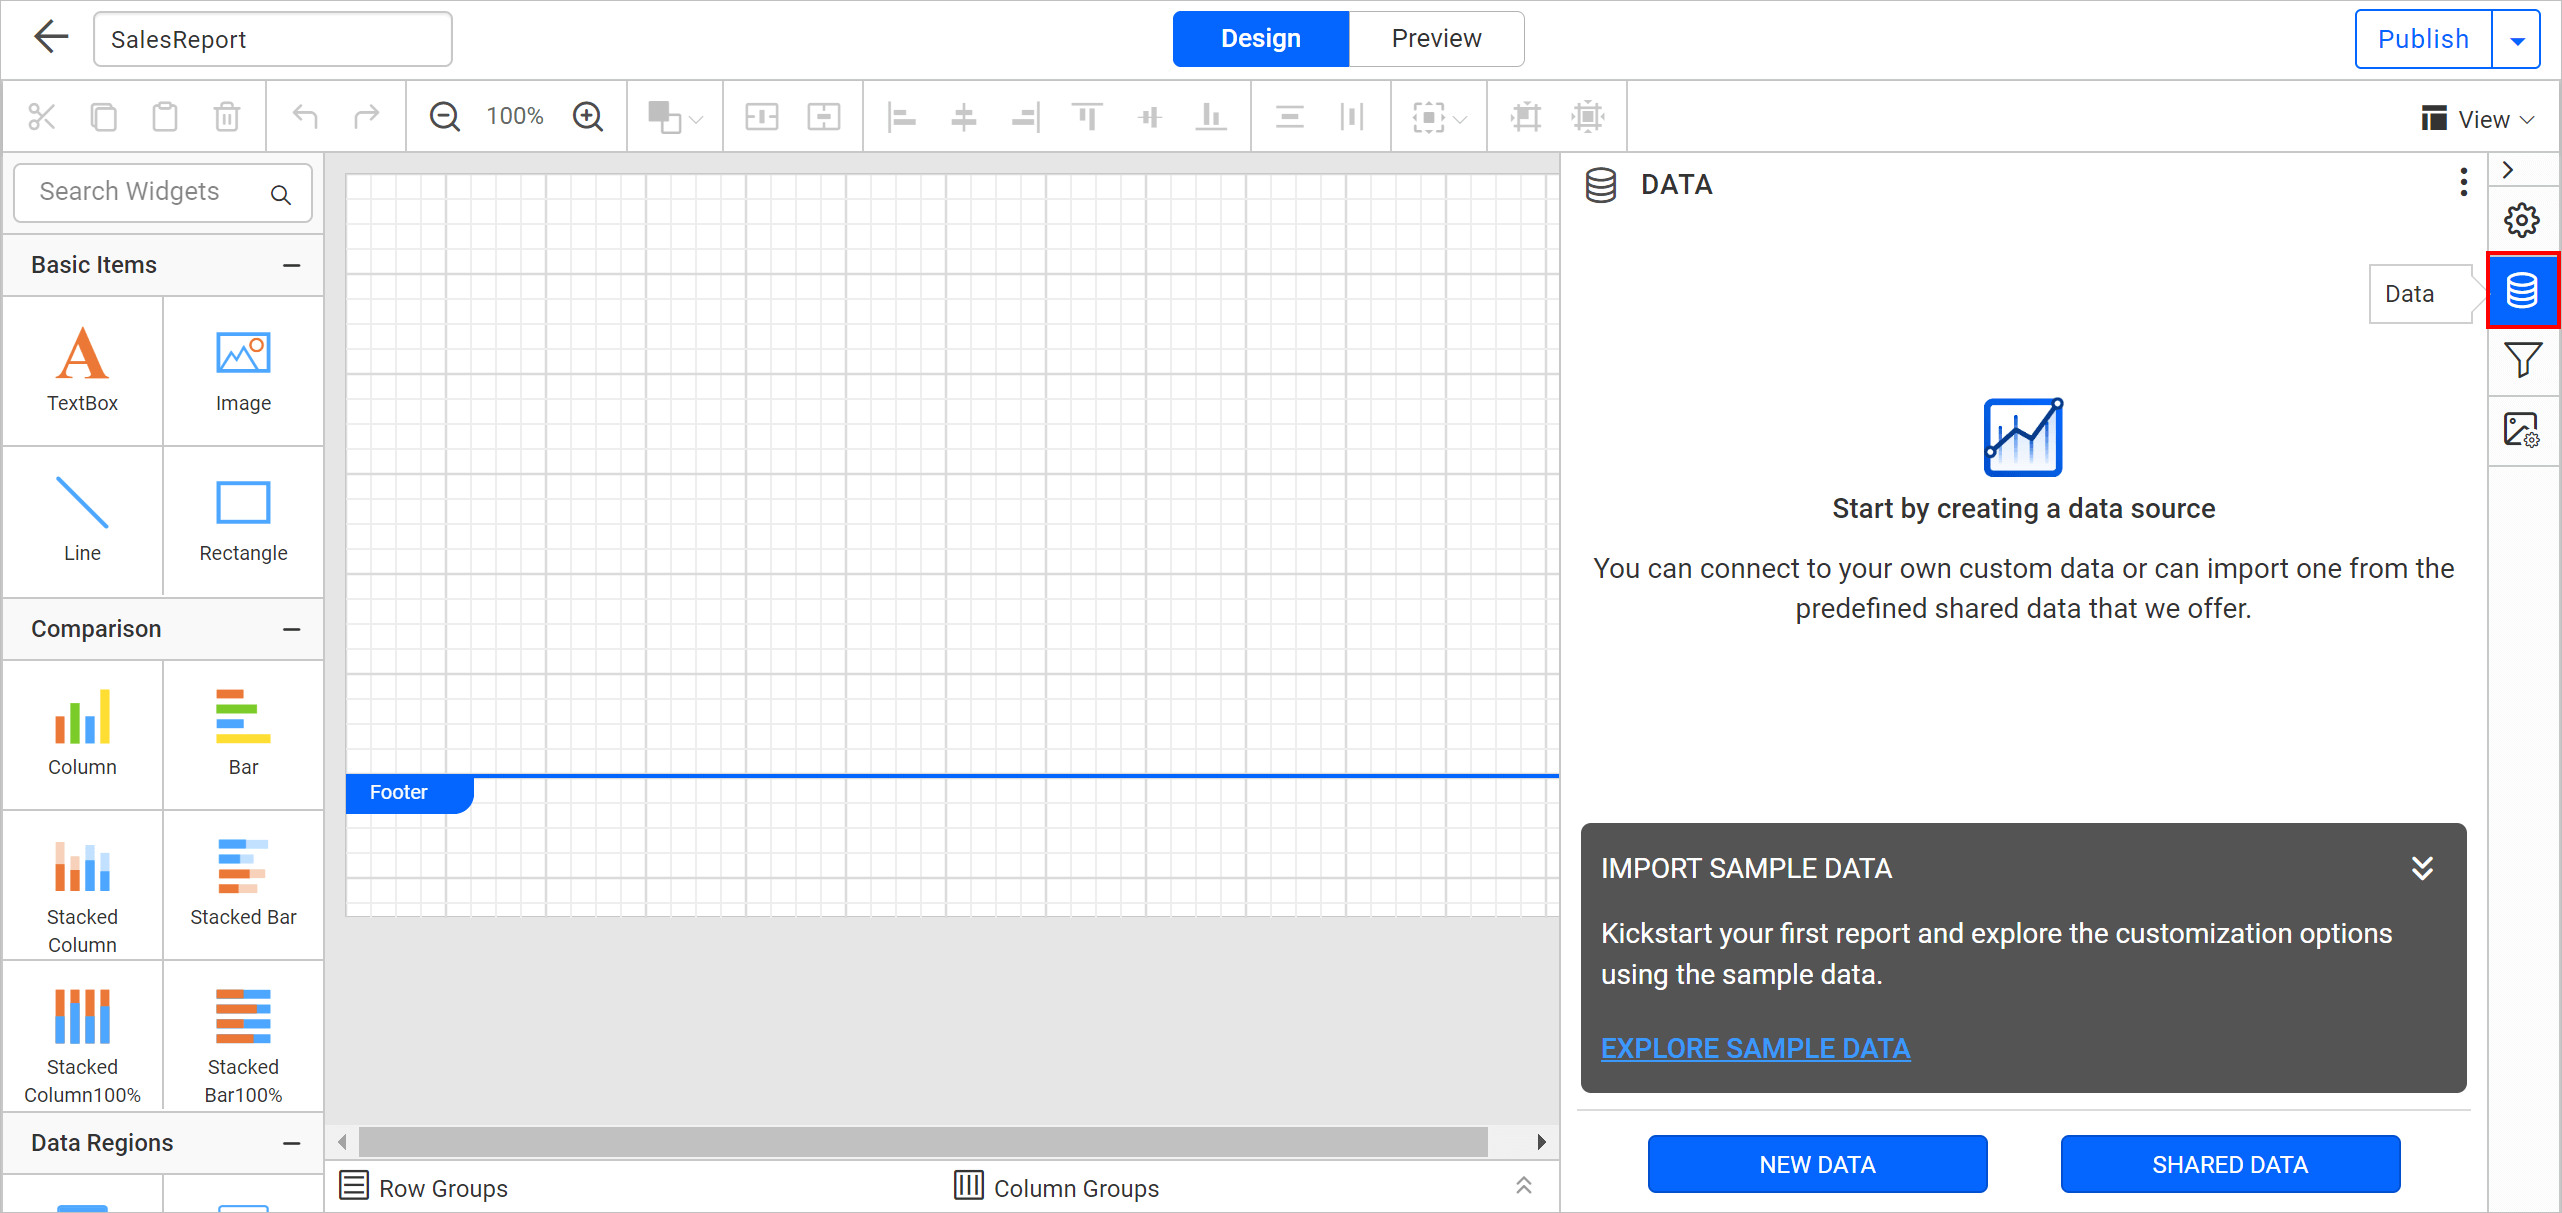 SalesReport
Design
Preview
Publish
100%
View
Search Widgets
Basic Items
TextBox
Image
Line
Rectangle
Comparison
Column
Bar
Stacked
Column
Stacked Bar
Stacked
Column100%
Stacked
Bar100%
Data Regions
Footer
Row Groups
Column Groups
DATA
Data
Start by creating a data source
You can connect to your own custom data or can import one from the
predefined shared data that we offer.
IMPORT SAMPLE DATA
Kickstart your first report and explore the customization options
using the sample data.
EXPLORE SAMPLE DATA
NEW DATA
SHARED DATA